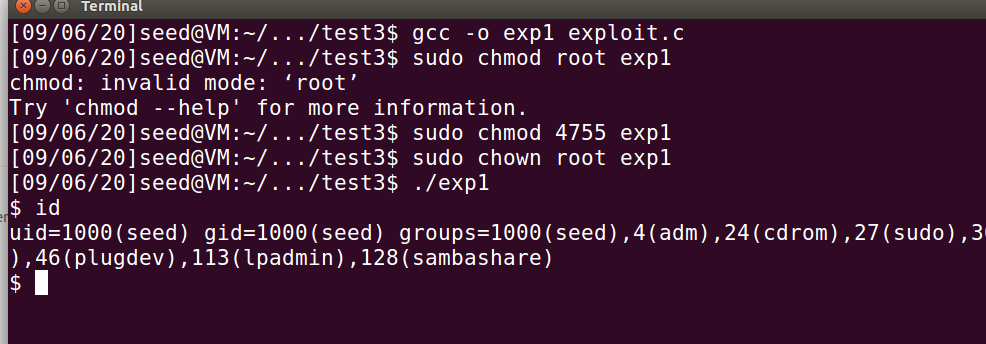 Terminal
[09/06/20]seed@VM:~/.../test3$ gcc -o exp1 exploit.c
[09/06/20]seed@VM:~/.../test3$ sudo chmod root exp1
chmod: invalid mode: ‘root’
Try 'chmod --help' for more information.
[09/06/20]seed@VM:~/.../test3$ sudo chmod 4755 exp1
[09/06/20]seed@VM:~/.../test3$ sudo chown root exp1
[09/06/20]seed@VM:~/.../test3$ ./exp1
$ id
uid=1000(seed) gid=1000(seed) groups=1000(seed),4(adm),24(cdrom),27(sudo),
),46(plugdev),113(lpadmin),128(sambashare)
$